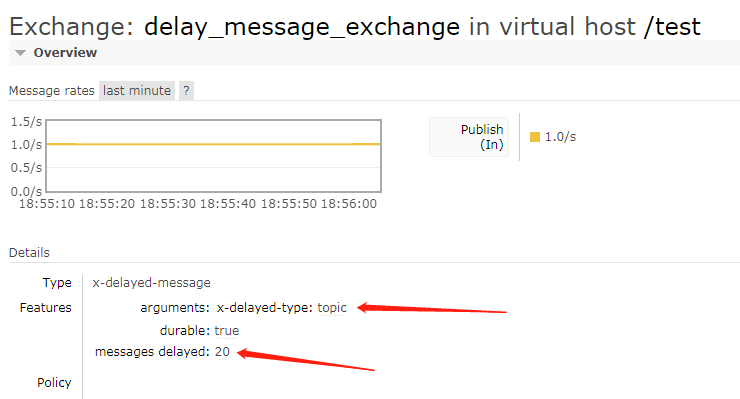 Exchange: delay_message_exchange in virtual host /test
Overview
Message rates last minute ?
1.5/s
1.0/s
0.5/s
0.0/s
18:55:10 18:55:20 18:55:30 18:55:40 18:55:50 18:56:00
Publish
(In)
1.0/s
Details
Type x-delayed-message
Features arguments: x-delayed-type: topic
durable: true
messages delayed: 20
Policy